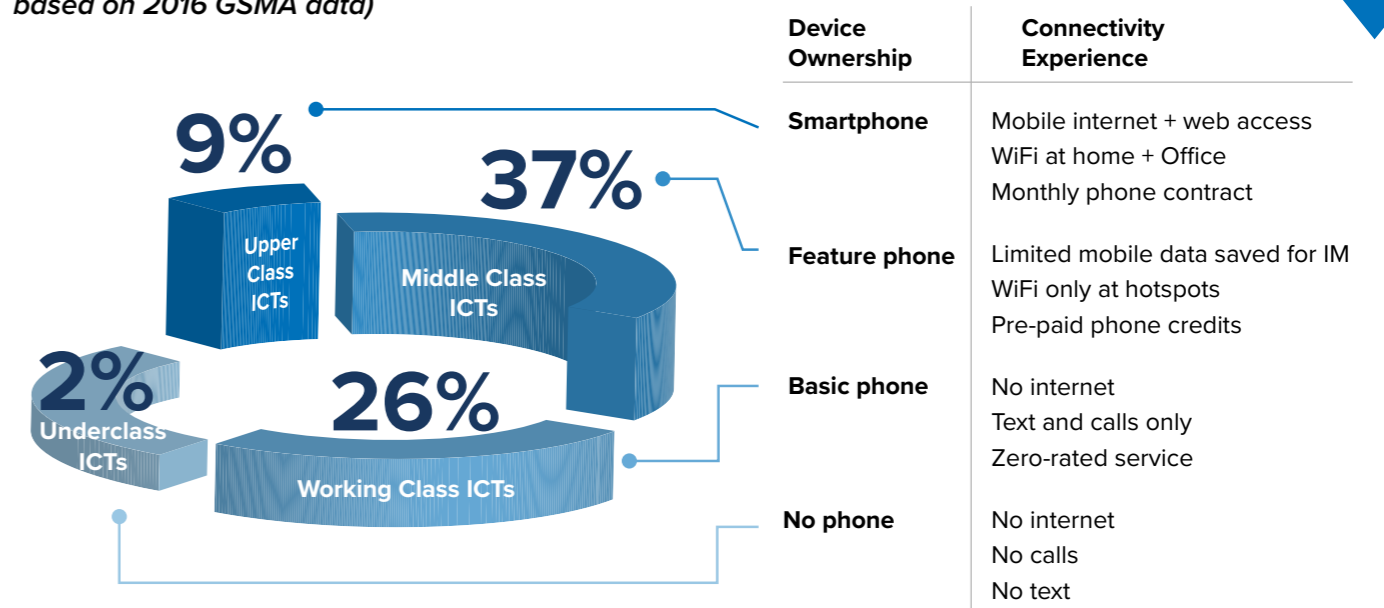 based on 2016 GSMA data)
Device
Ownership
Connectivity
Experience
9%
Upper
Class
ICTs
37%
Middle Class
ICTs
2%
Underclass
ICTs
26%
Working Class ICTs
Smartphone
Mobile internet + web access
WiFi at home + Office
Monthly phone contract
Feature phone
Limited mobile data saved for IM
WiFi only at hotspots
Pre-paid phone credits
Basic phone
No internet
Text and calls only
Zero-rated service
No phone
No internet
No calls
No text